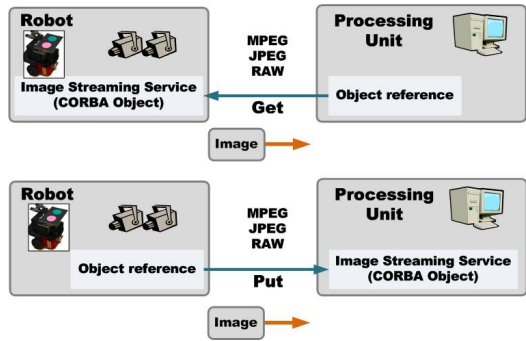 Robot
Image Streaming Service
(CORBA Object)
MPEG
JPEG
RAW
Get
Processing
Unit
Object reference
Image
Robot
Object reference
MPEG
JPEG
RAW
Put
Processing
Unit
Image Streaming Service
(CORBA Object)
Image